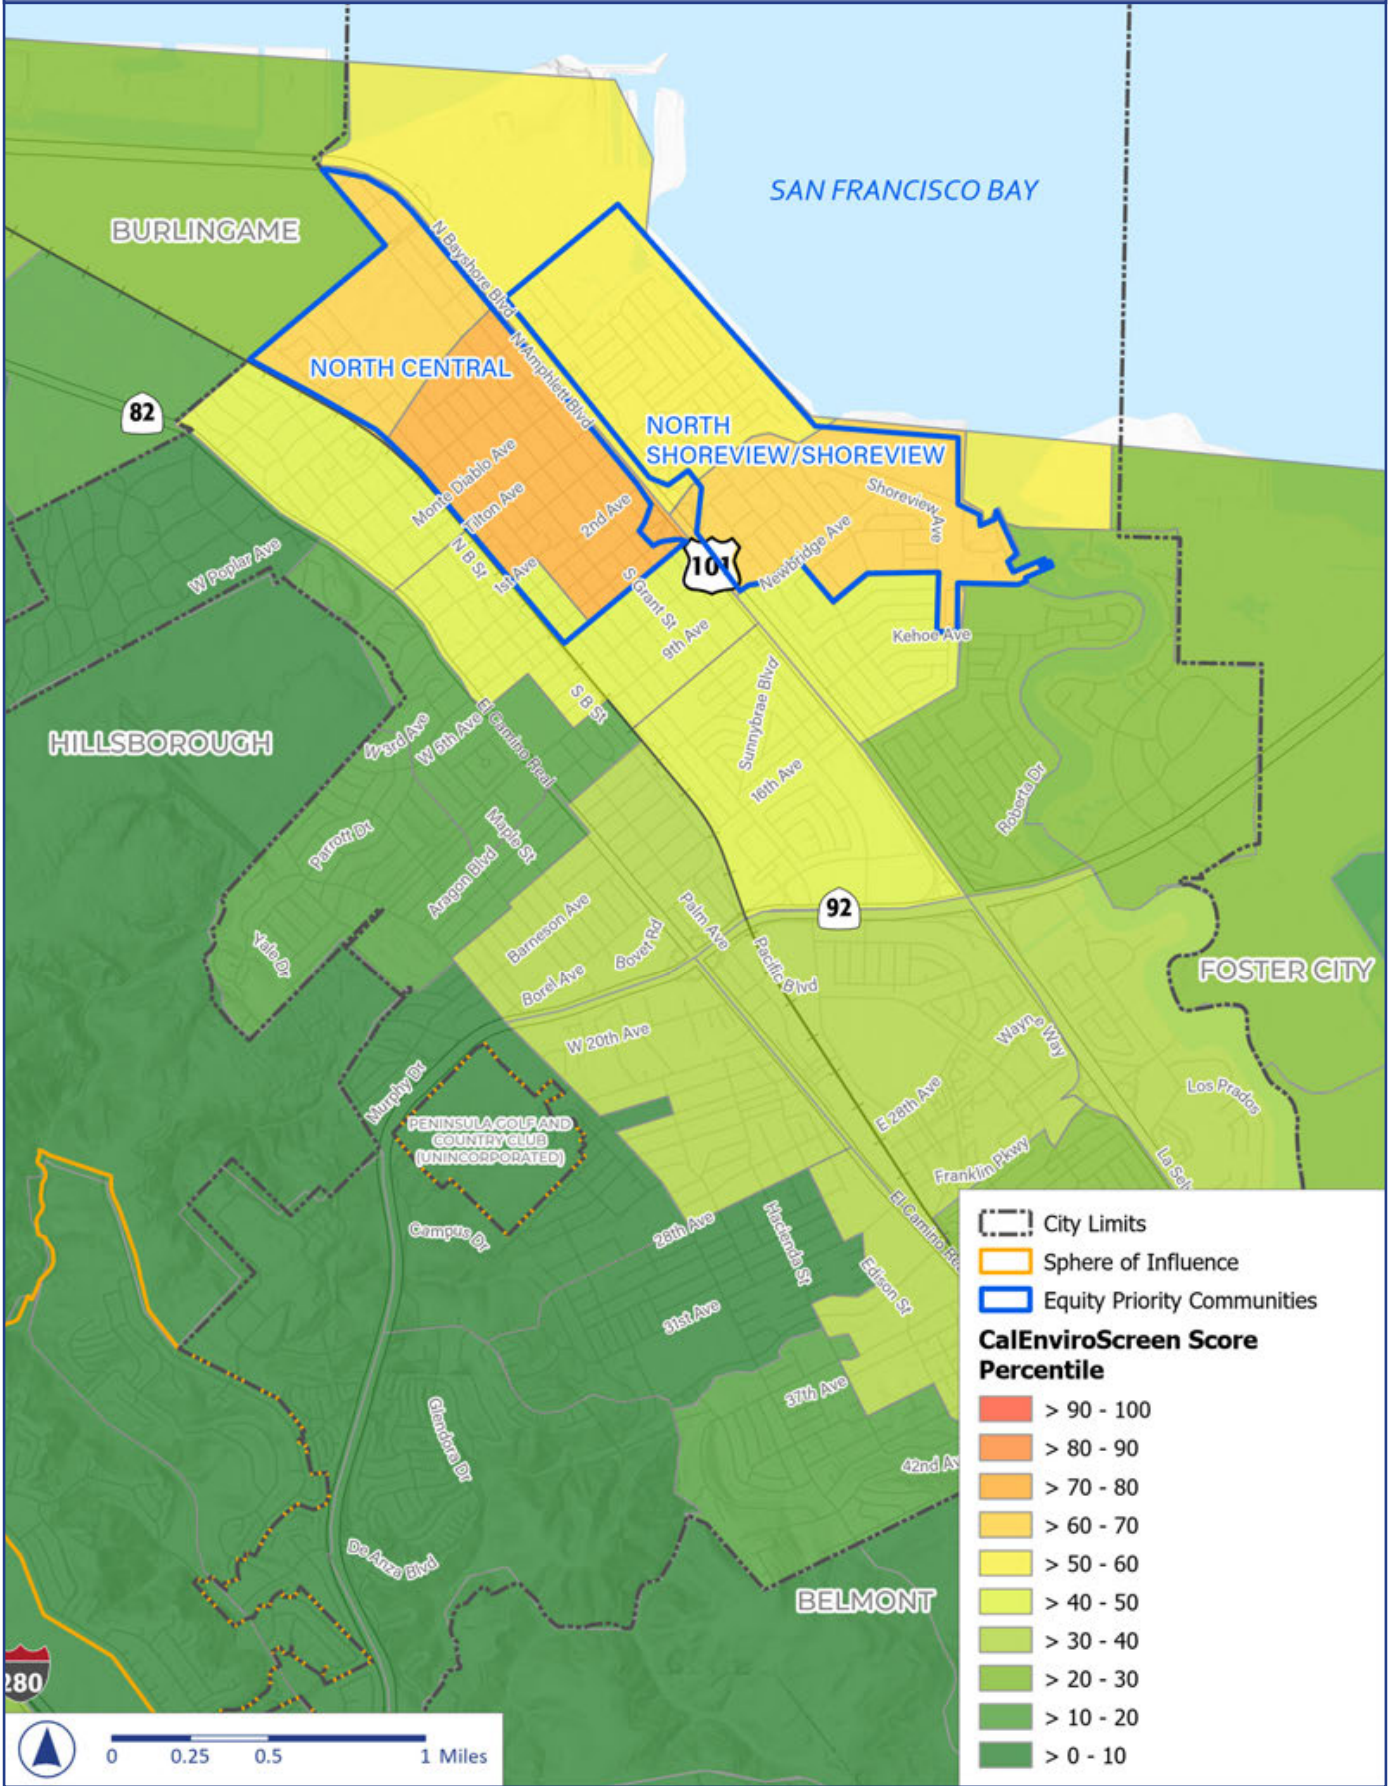 SAN FRANCISCO BAY
BURLINGAME
N Bayshore Blvd
NORTH CENTRAL
N Amphlett Blvd
82
NORTH
SHOREVIEW/SHOREVIEW
Monte Diablo Ave
Tilton Ave
2nd Ave
Shoreview Ave
N B St
1st Ave
101
Newbridge Ave
W Poplar Ave
S Grant St
9th Ave
Kehoe Ave
S B St
Sunnybrae Blvd
HILLSBOROUGH
W 3rd Ave
W 5th Ave
El Camino Real
16th Ave
Roberta Dr
Parrott Dr
Maple St
Aragon Blvd
92
Barneson Ave
Bovet Rd
Palm Ave
Yale Dr
Borel Ave
Pacific Blvd
FOSTER CITY
W 20th Ave
Wayne Way
Murphy Dr
E 28th Ave
Los Prados
PENINSULA GOLF AND
COUNTRY CLUB
(UNINCORPORATED)
Franklin Pkwy
La Sel
Campus Dr
28th Ave
Hacienda St
El Camino Re
Edison St
31st Ave
37th Ave
Glendora Dr
42nd Av
De Anza Blvd
BELMONT
280
City Limits
Sphere of Influence
Equity Priority Communities
CalEnviroScreen Score
Percentile
> 90 - 100
> 80 - 90
> 70 - 80
> 60 - 70
> 50 - 60
> 40 - 50
> 30 - 40
> 20 - 30
> 10 - 20
> 0 - 10
0 0.25 0.5 1 Miles